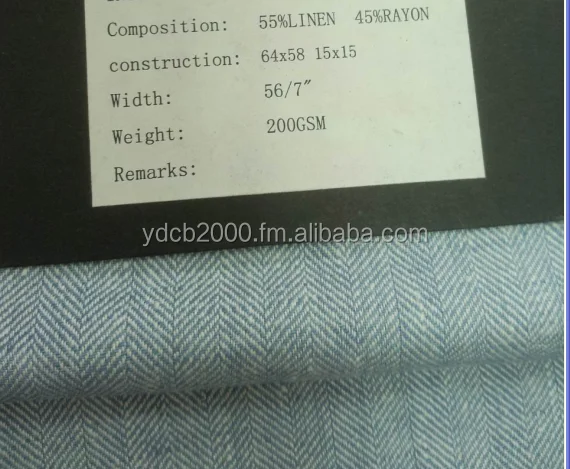 Composition: 55%LINEN 45%RAYON
construction: 64x58 15x15
Width: 56/7"
Weight: 200GSM
Remarks:
ydcb2000.fm.alibaba.com